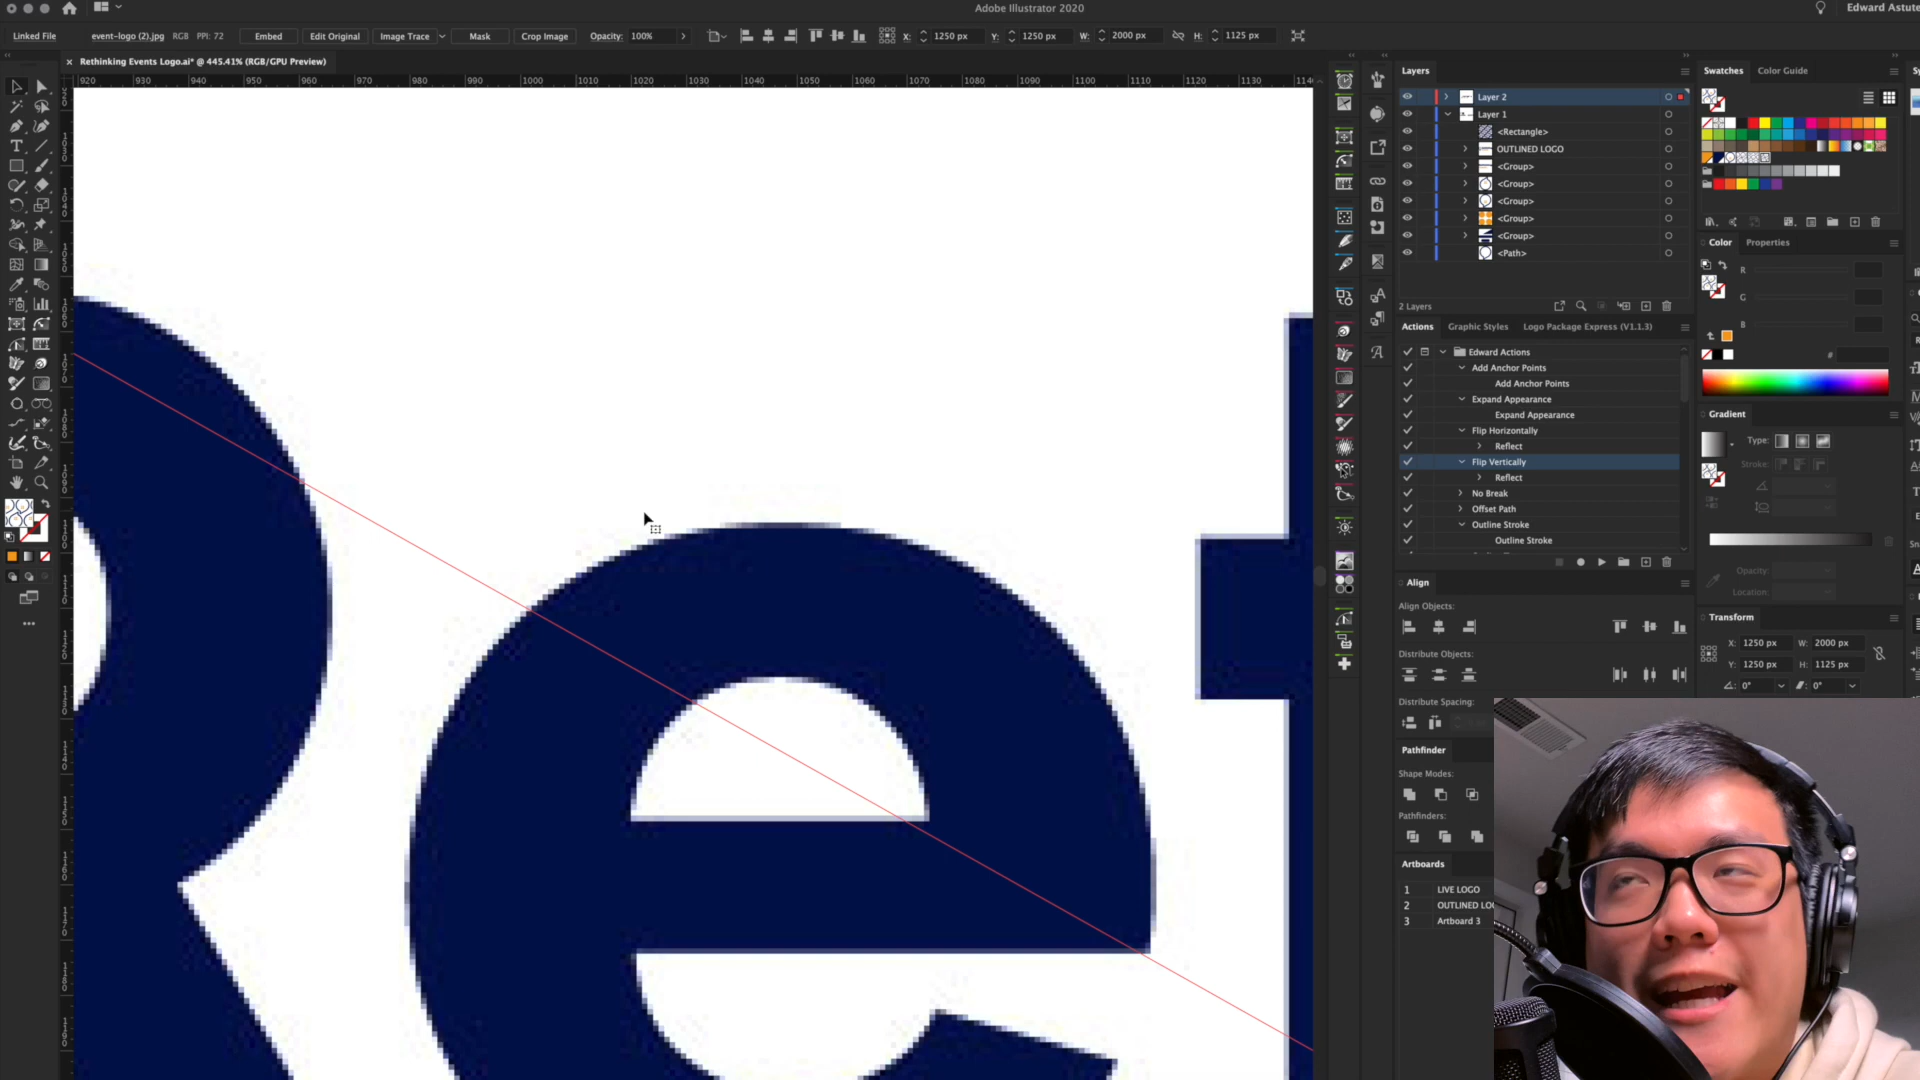 Adobe Illustrator 2020
Edward Astute
Linked File
event-logo (2).jpg
RGB
PPI: 72
Embed
Edit Original
Image Trace
Mask
Crop Image
Opacity:
100%
X:
1250 px
Y:
1250 px
W:
2000 px
H:
1125 px
× Rethinking Events Logo.ai* @ 445.41% (RGB/GPU Preview)
920 930 940 950 960 970 980 990 1000 1010 1020 1030 1040 1050 1060 1070 1080 1090 1100 1110 1120 1130
Re
Layers
Layer 2
Layer 1
<Rectangle>
OUTLINED LOGO
<Group>
<Group>
<Group>
<Group>
<Group>
<Path>
2 Layers
Actions
Graphic Styles
Logo Package Express (V1.1.3)
Edward Actions
Add Anchor Points
Add Anchor Points
Expand Appearance
Expand Appearance
Flip Horizontally
Reflect
Flip Vertically
Reflect
No Break
Offset Path
Outline Stroke
Outline Stroke
Align
Align Objects:
Distribute Objects:
Distribute Spacing:
Pathfinder
Shape Modes:
Pathfinders:
Artboards
1 LIVE LOGO
2 OUTLINED LO
3 Artboard 3
Swatches
Color Guide
Color
Properties
R
G
B
#
Gradient
Type:
Stroke:
Opacity:
Location:
Transform
X: 1250 px
W: 2000 px
Y: 1250 px
H: 1125 px
0°
0°